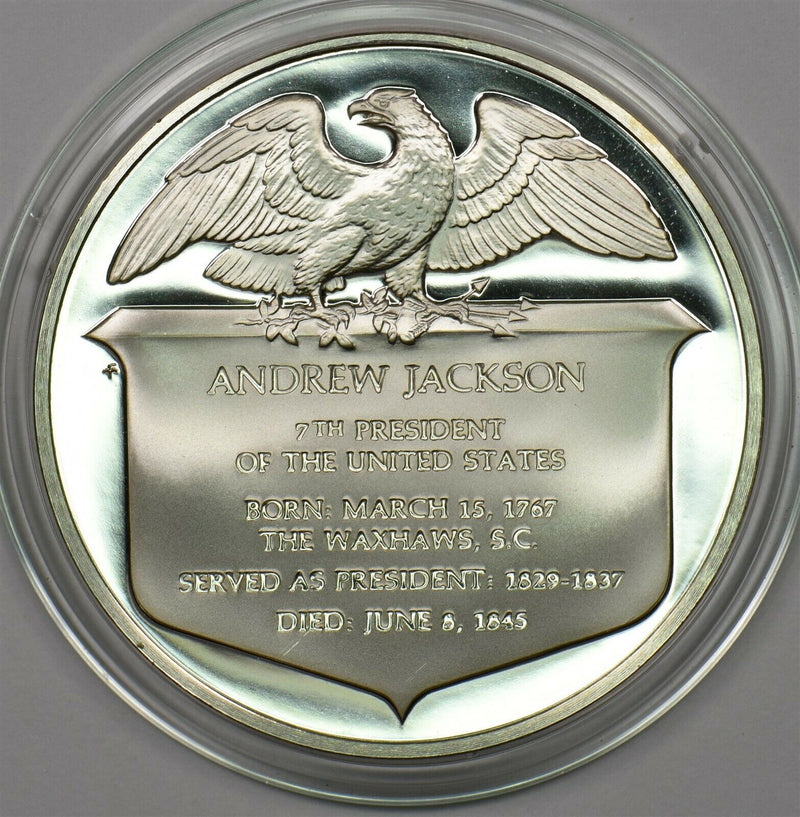 ANDREW JACKSON
7TH PRESIDENT
OF THE UNITED STATES
BORN: MARCH 15, 1767
THE WAXHAWS, S.C.
SERVED AS PRESIDENT: 1829-1837
DIED: JUNE 8, 1845